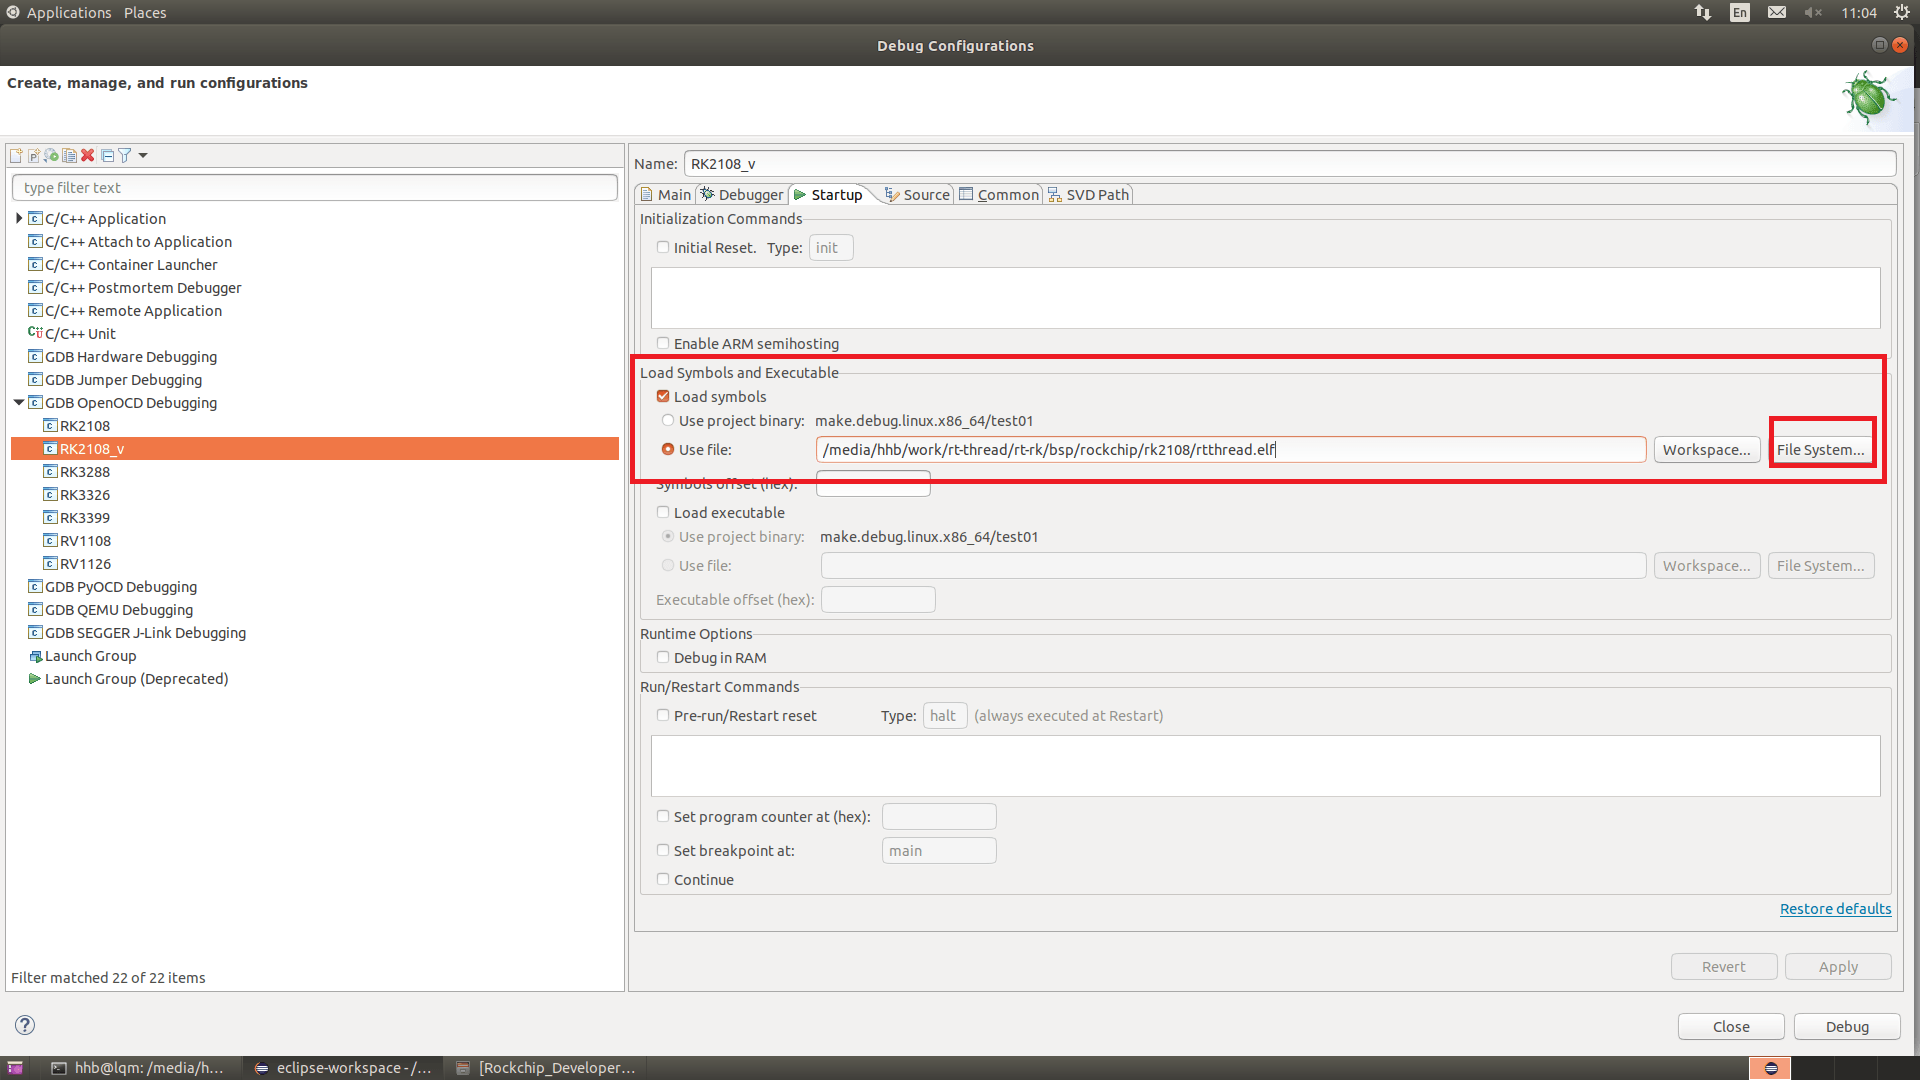 Applications Places
En 11:04
Debug Configurations
Create, manage, and run configurations
type filter text
C/C++ Application
C/C++ Attach to Application
C/C++ Container Launcher
C/C++ Postmortem Debugger
C/C++ Remote Application
C/C++ Unit
GDB Hardware Debugging
GDB Jumper Debugging
GDB OpenOCD Debugging
RK2108
RK2108_v
RK3288
RK3326
RK3399
RV1108
RV1126
GDB PyOCD Debugging
GDB QEMU Debugging
GDB SEGGER J-Link Debugging
Launch Group
Launch Group (Deprecated)
Filter matched 22 of 22 items
Name: RK2108_v
Main Debugger Startup Source Common SVD Path
Initialization Commands
Initial Reset. Type: init
Enable ARM semihosting
Load Symbols and Executable
Load symbols
Use project binary: make.debug.linux.x86_64/test01
Use file: /media/hhb/work/rt-thread/rt-rk/bsp/rockchip/rk2108/rtthread.elf Workspace... File System...
Symbols offset (hex):
Load executable
Use project binary: make.debug.linux.x86_64/test01
Use file: Workspace... File System...
Executable offset (hex):
Runtime Options
Debug in RAM
Run/Restart Commands
Pre-run/Restart reset Type: halt (always executed at Restart)
Set program counter at (hex):
Set breakpoint at: main
Continue
Restore defaults
Revert Apply
Close Debug
hhb@lqm: /media/h... eclipse-workspace - /... [Rockchip_Developer...